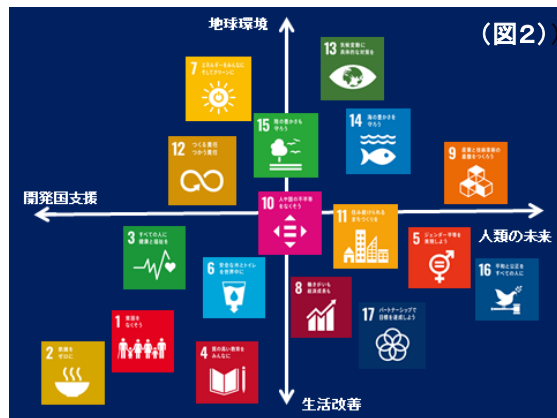 地球環境
（図2）
13 気候変動に
具体的な対策を
7 エネルギーをみんなに
そしてクリーンに
15 陸の豊かさも
守ろう
14 海の豊かさを
守ろう
12 つくる責任
つかう責任
9 産業と技術革新の
基盤をつくろう
開発国支援
10 人や国の不平等
をなくそう
11 住み続けられる
まちづくりを
人類の未来
3 すべての人に
健康と福祉を
5 ジェンダー平等を
実現しよう
6 安全な水とトイレ
を世界中に
16 平和と公正を
すべての人に
8 働きがいも
経済成長も
1 貧困を
なくそう
17 パートナーシップで
目標を達成しよう
2 飢餓を
ゼロに
4 質の高い教育を
みんなに
生活改善